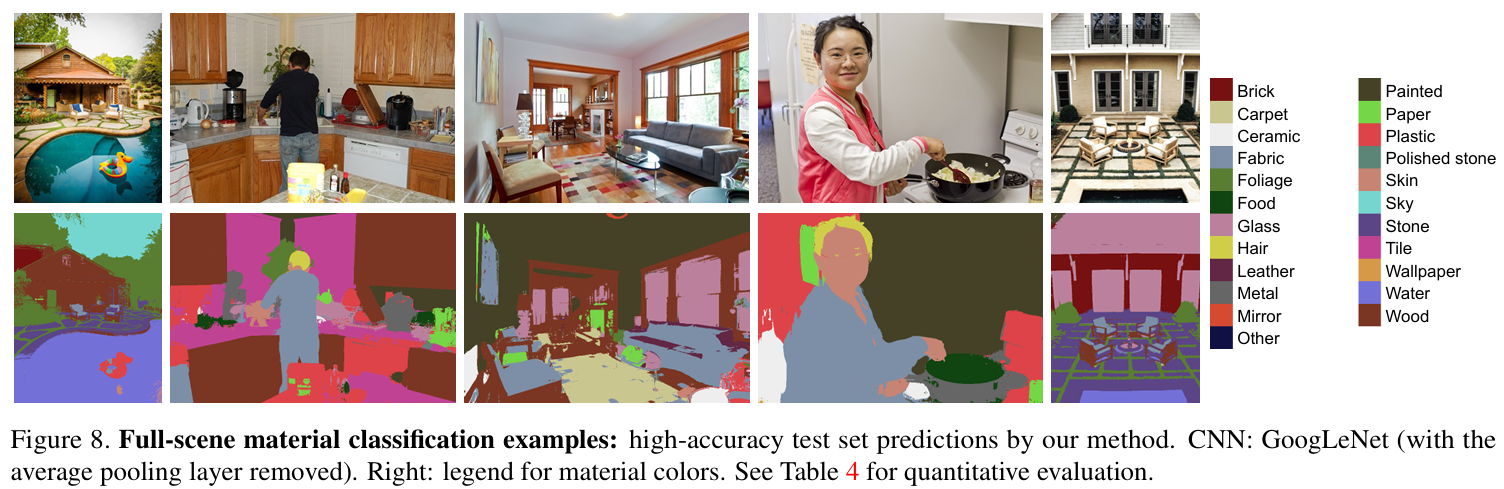 Brick
Carpet
Ceramic
Fabric
Foliage
Food
Glass
Hair
Leather
Metal
Mirror
Other
Painted
Paper
Plastic
Polished stone
Skin
Sky
Stone
Tile
Wallpaper
Water
Wood
Figure 8. Full-scene material classification examples: high-accuracy test set predictions by our method. CNN: GoogLeNet (with the
average pooling layer removed). Right: legend for material colors. See Table 4 for quantitative evaluation.